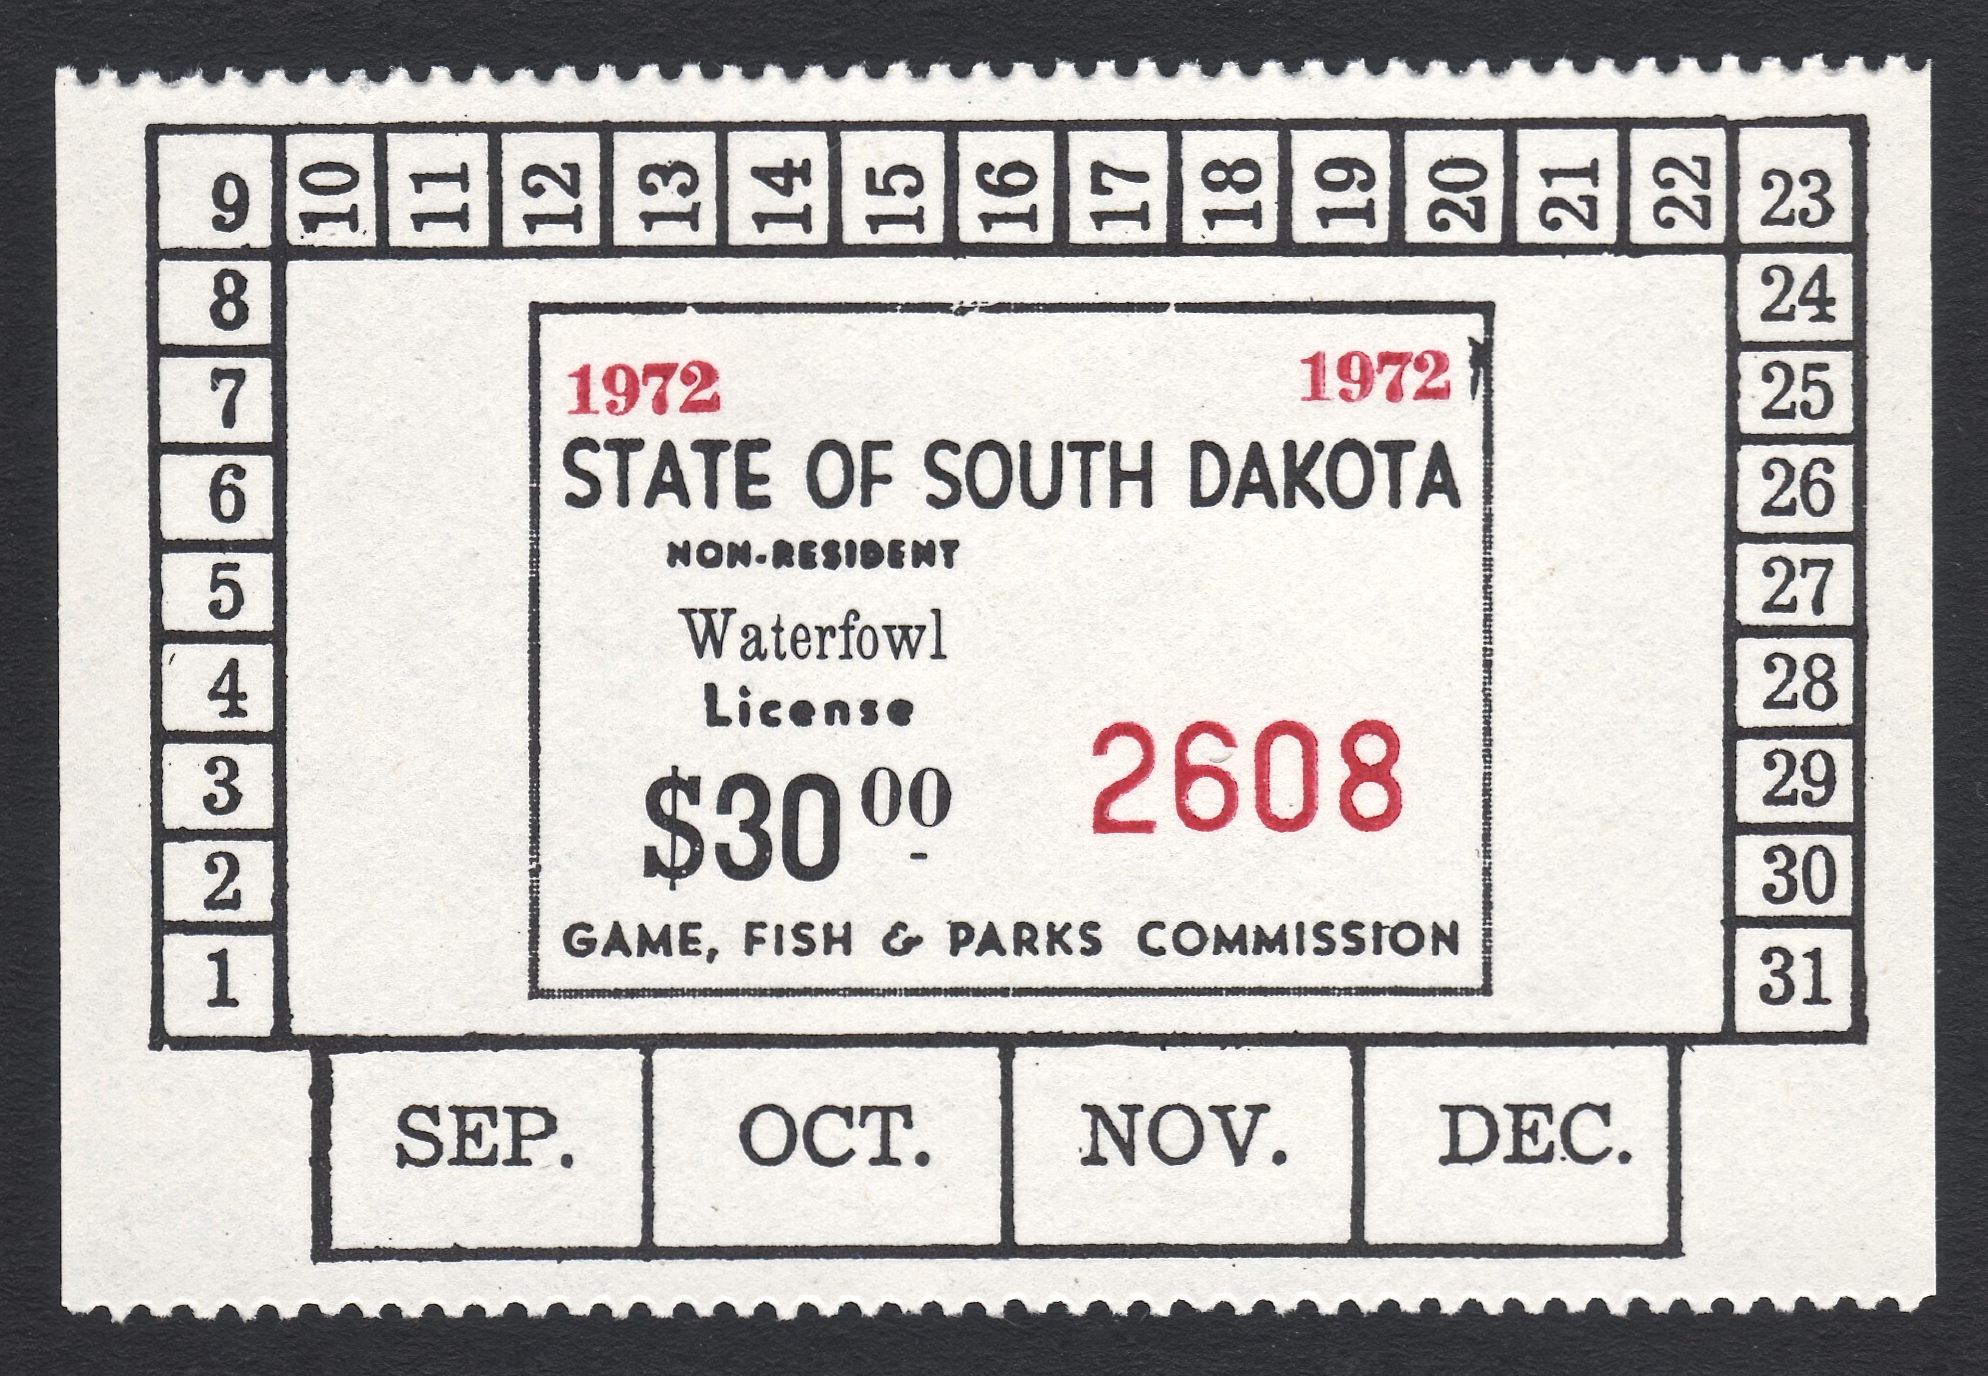 9 10 11 12 13 14 15 16 17 18 19 20 21 22 23
8 24
7 25
6 26
5 27
4 28
3 29
2 30
1 31
1972 1972
STATE OF SOUTH DAKOTA
NON-RESIDENT
Waterfowl
License
$30 00
2608
GAME, FISH & PARKS COMMISSION
SEP. OCT. NOV. DEC.